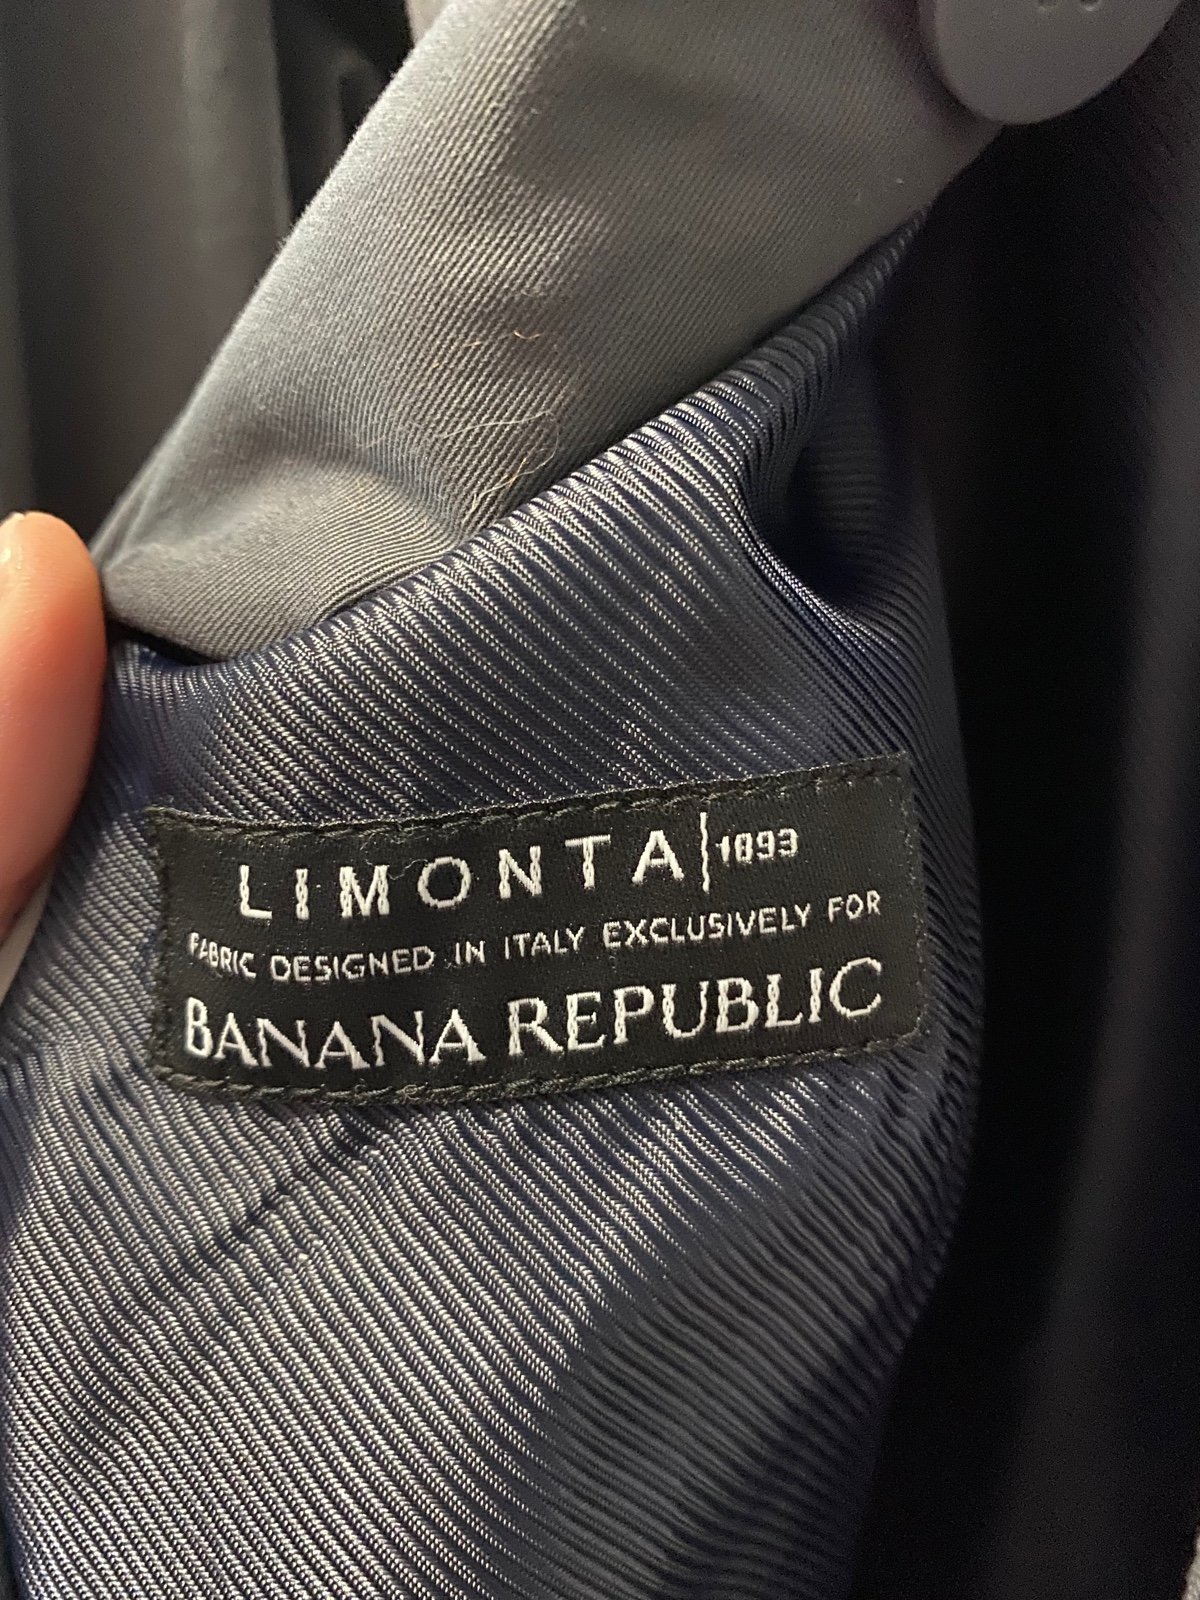 LIMONTA|1893
FABRIC DESIGNED IN ITALY EXCLUSIVELY FOR
BANANA REPUBLIC